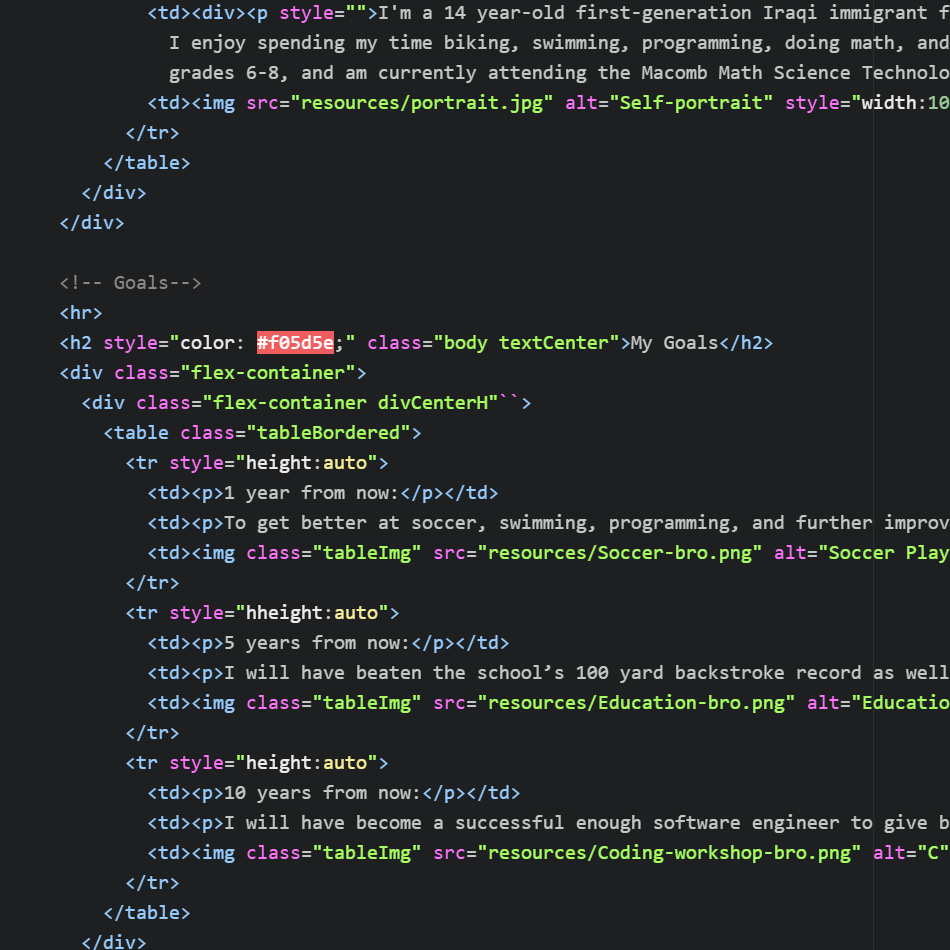 <td><div><p style="">I'm a 14 year-old first-generation Iraqi immigrant f
I enjoy spending my time biking, swimming, programming, doing math, and
grades 6-8, and am currently attending the Macomb Math Science Technolo
<td><img src="resources/portrait.jpg" alt="Self-portrait" style="width:10
</tr>
</table>
</div>
</div>
<!-- Goals-->
<hr>
<h2 style="color: #f05d5e;" class="body textCenter">My Goals</h2>
<div class="flex-container">
<div class="flex-container divCenterH"``>
<table class="tableBordered">
<tr style="height:auto">
<td><p>1 year from now:</p></td>
<td><p>To get better at soccer, swimming, programming, and further improv
<td><img class="tableImg" src="resources/Soccer-bro.png" alt="Soccer Play
</tr>
<tr style="hheight:auto">
<td><p>5 years from now:</p></td>
<td><p>I will have beaten the school’s 100 yard backstroke record as well
<td><img class="tableImg" src="resources/Education-bro.png" alt="Educatio
</tr>
<tr style="height:auto">
<td><p>10 years from now:</p></td>
<td><p>I will have become a successful enough software engineer to give b
<td><img class="tableImg" src="resources/Coding-workshop-bro.png" alt="C"
</tr>
</table>
</div>